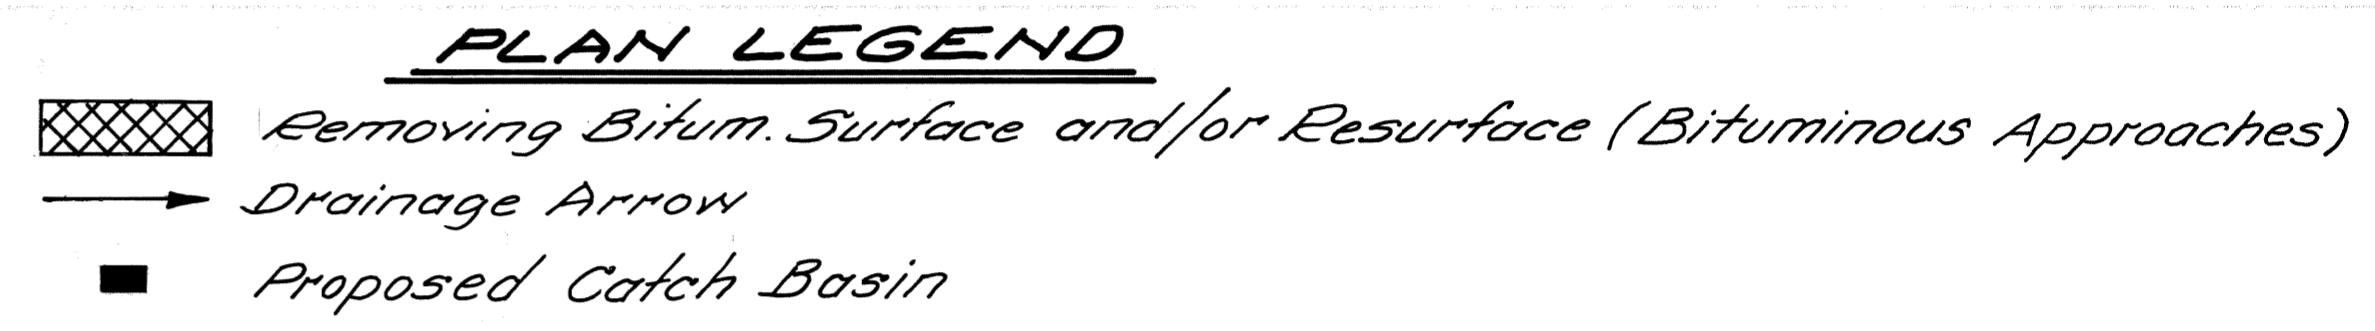 PLAN LEGEND
Removing Bitum. Surface and/or Resurface (Bituminous Approaches)
Drainage Arrow
Proposed Catch Basin